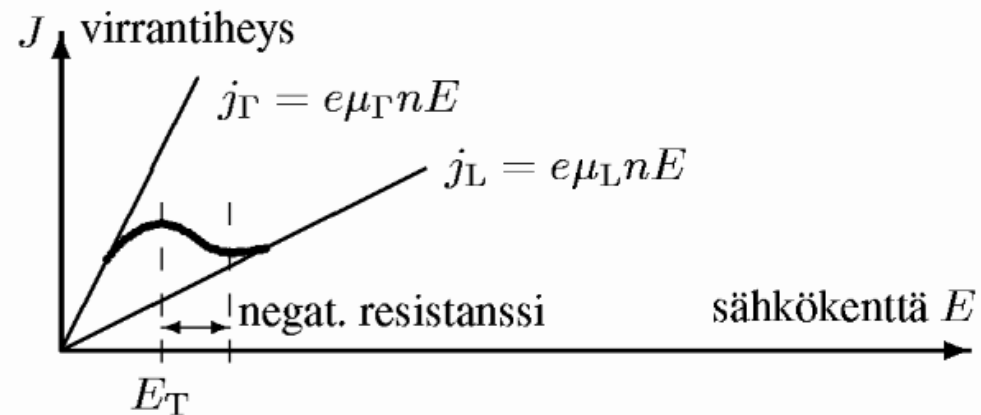 J virrantiheys
j_Γ = eμ_Γ nE
j_L = eμ_L nE
negat. resistanssi
sähkökenttä E
E_T